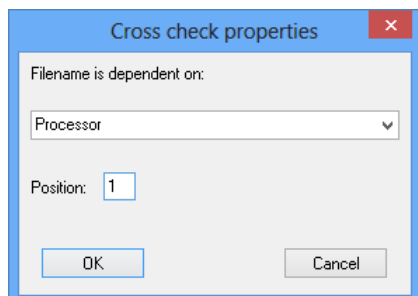 Cross check properties
Filename is dependent on:
Processor
Position: 1
OK Cancel